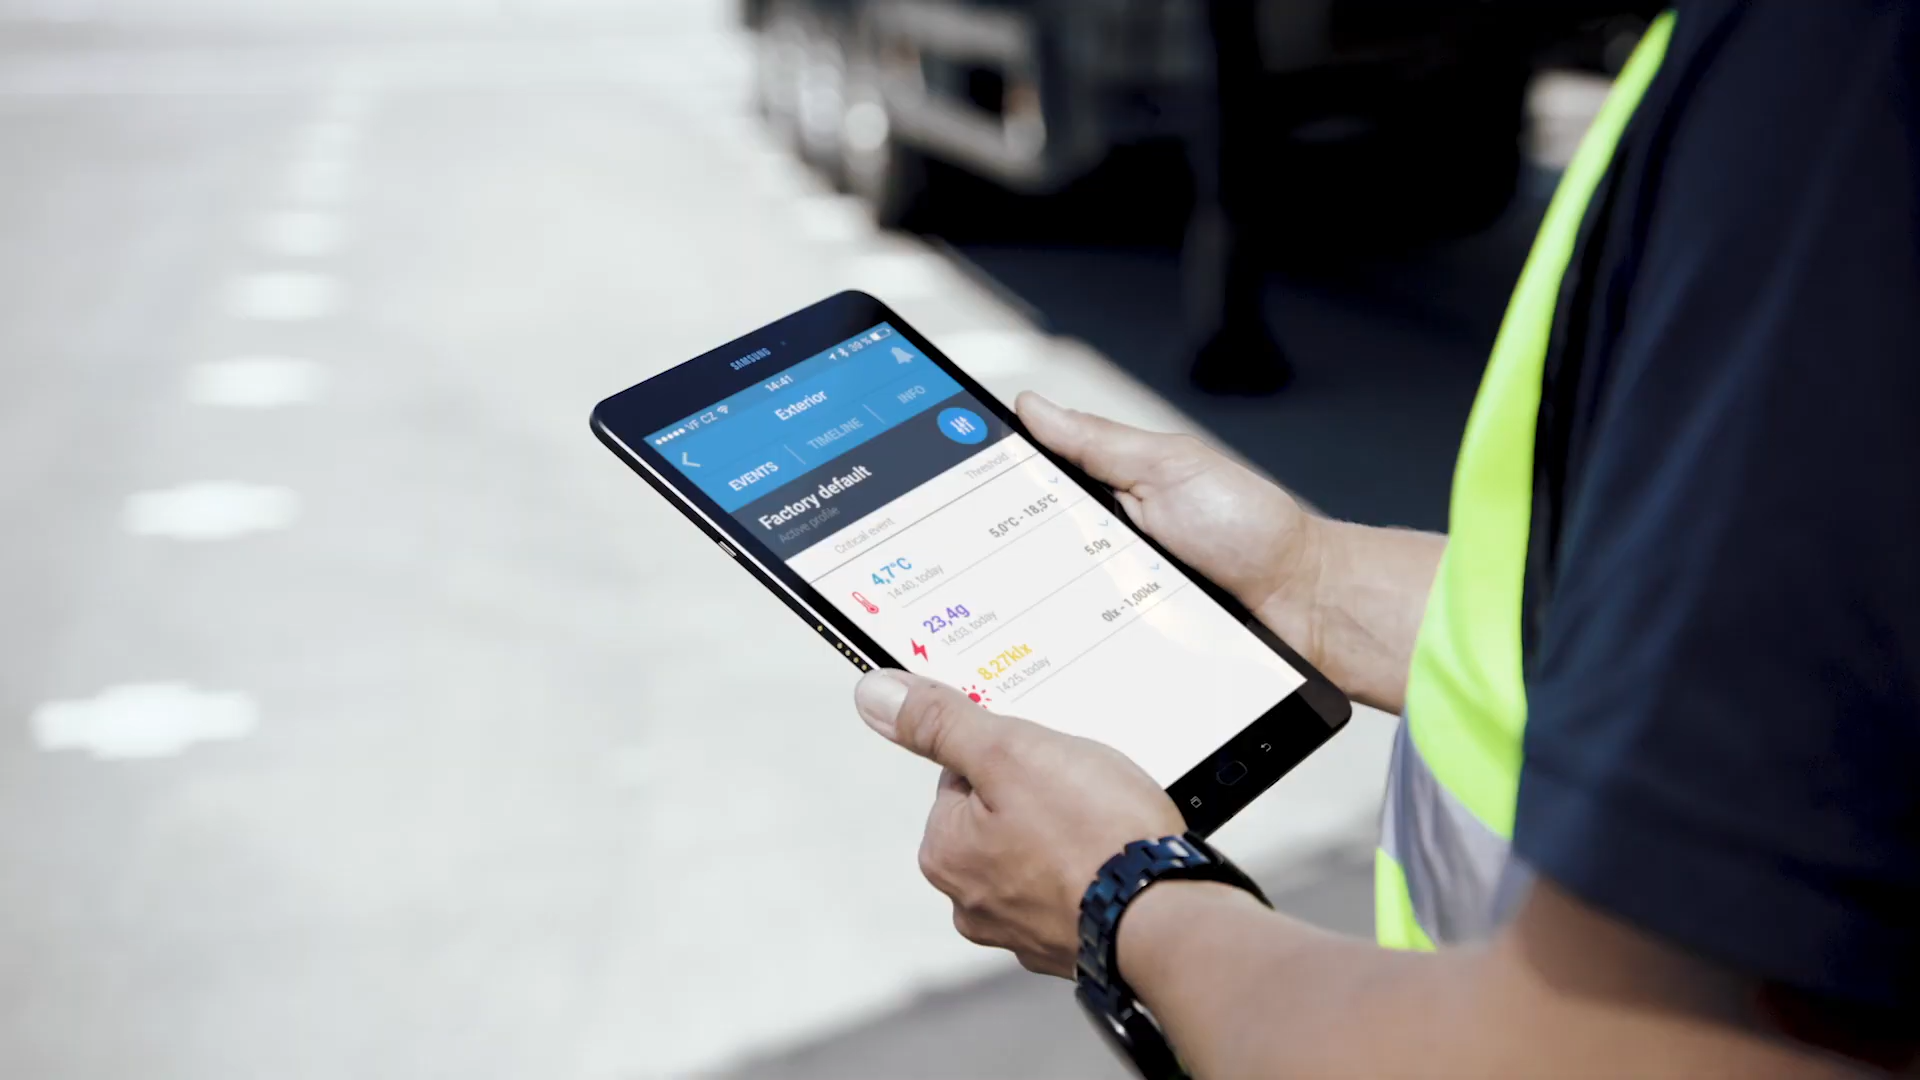 SAMSUNG
VF CZ 14:41 39 %
Exterior
EVENTS TIMELINE INFO
Factory default
Active profile
Critical event Threshold
4,7°C 5,0°C - 18,5°C
14:40, today
23,4g 5,0g
14:03, today
8,27klx 0lx - 1,00klx
14:25, today